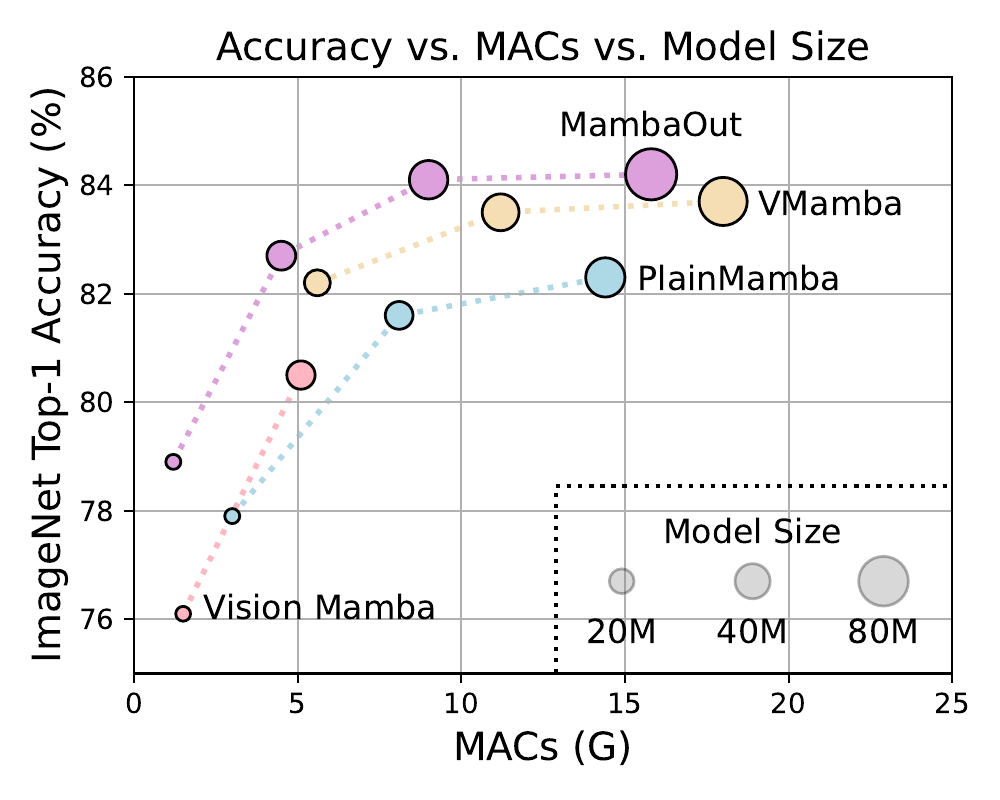 Accuracy vs. MACs vs. Model Size
ImageNet Top-1 Accuracy (%)
86
84
82
80
78
76
MambaOut
VMamba
PlainMamba
Vision Mamba
Model Size
20M 40M 80M
0 5 10 15 20 25
MACs (G)